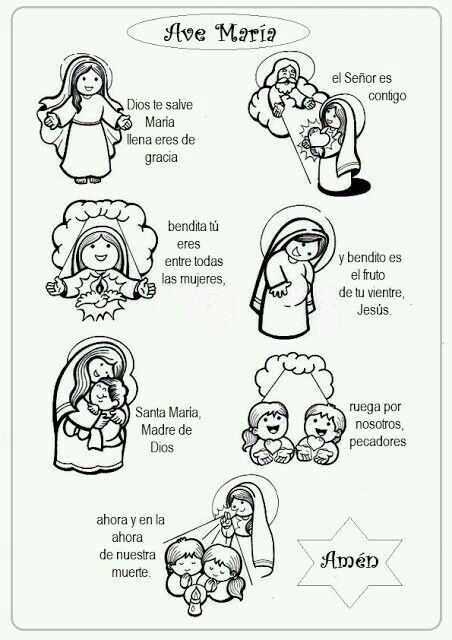 Ave María
Dios te salve
María
llena eres de
gracia
el Señor es
contigo
bendita tú
eres
entre todas
las mujeres,
y bendito es
el fruto
de tu vientre,
Jesús.
Santa María,
Madre de
Dios
ruega por
nosotros,
pecadores
ahora y en la
ahora
de nuestra
muerte.
Amén